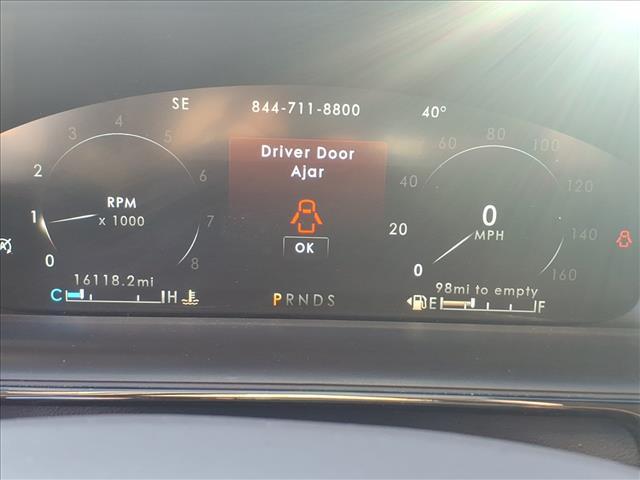 SE 844-711-8800 40°
Driver Door
Ajar
OK
0 1 2 3 4 5 6 7 8
RPM
x 1000
0 20 40 60 80 100 120 140 160
0
MPH
16118.2mi
C H
PRNDS
98mi to empty
E F